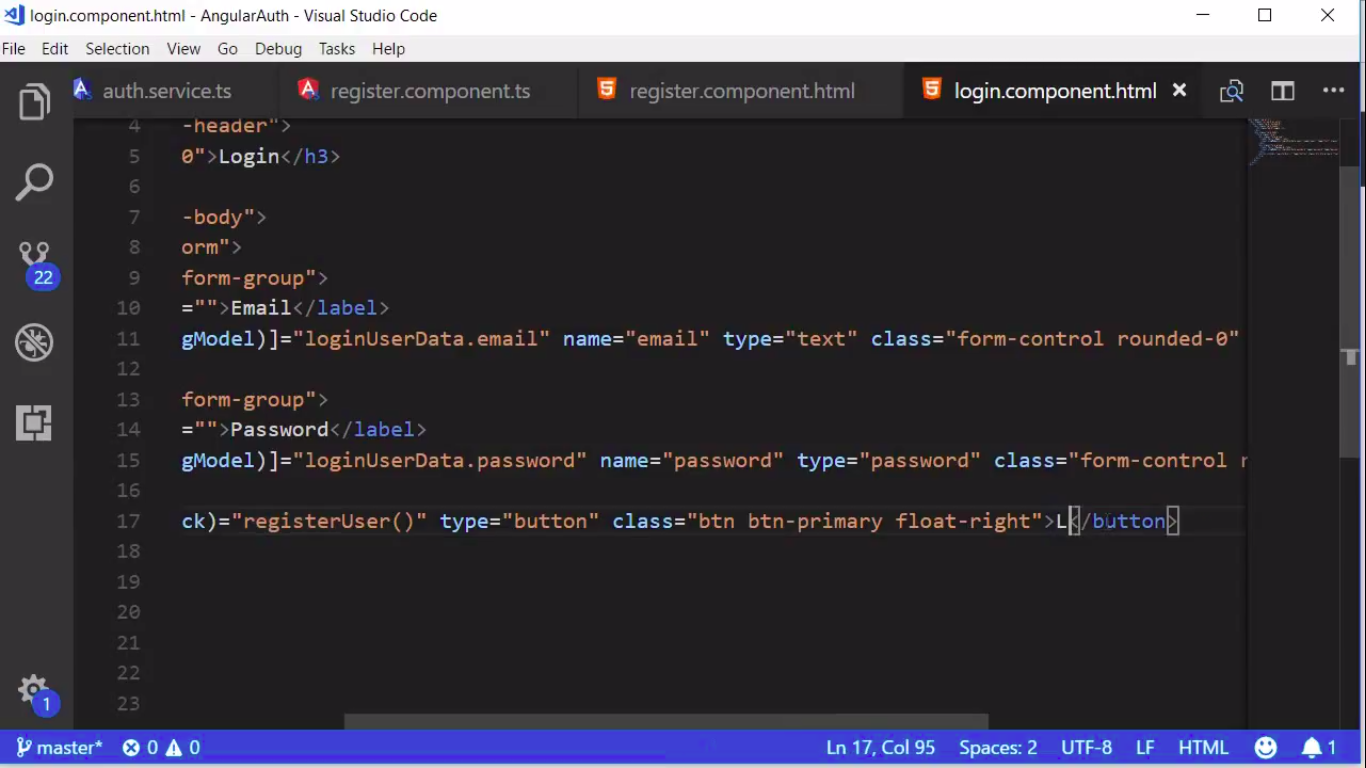 login.component.html - AngularAuth - Visual Studio Code
File Edit Selection View Go Debug Tasks Help
auth.service.ts register.component.ts register.component.html login.component.html
4 -header">
5 0">Login</h3>
6
7 -body">
8 orm">
9 form-group">
10 ="">Email</label>
11 gModel)]="loginUserData.email" name="email" type="text" class="form-control rounded-0"
12
13 form-group">
14 ="">Password</label>
15 gModel)]="loginUserData.password" name="password" type="password" class="form-control r
16
17 ck)="registerUser()" type="button" class="btn btn-primary float-right">L</button>
18
19
20
21
22
23
22
1
master* 0 0 Ln 17, Col 95 Spaces: 2 UTF-8 LF HTML 1